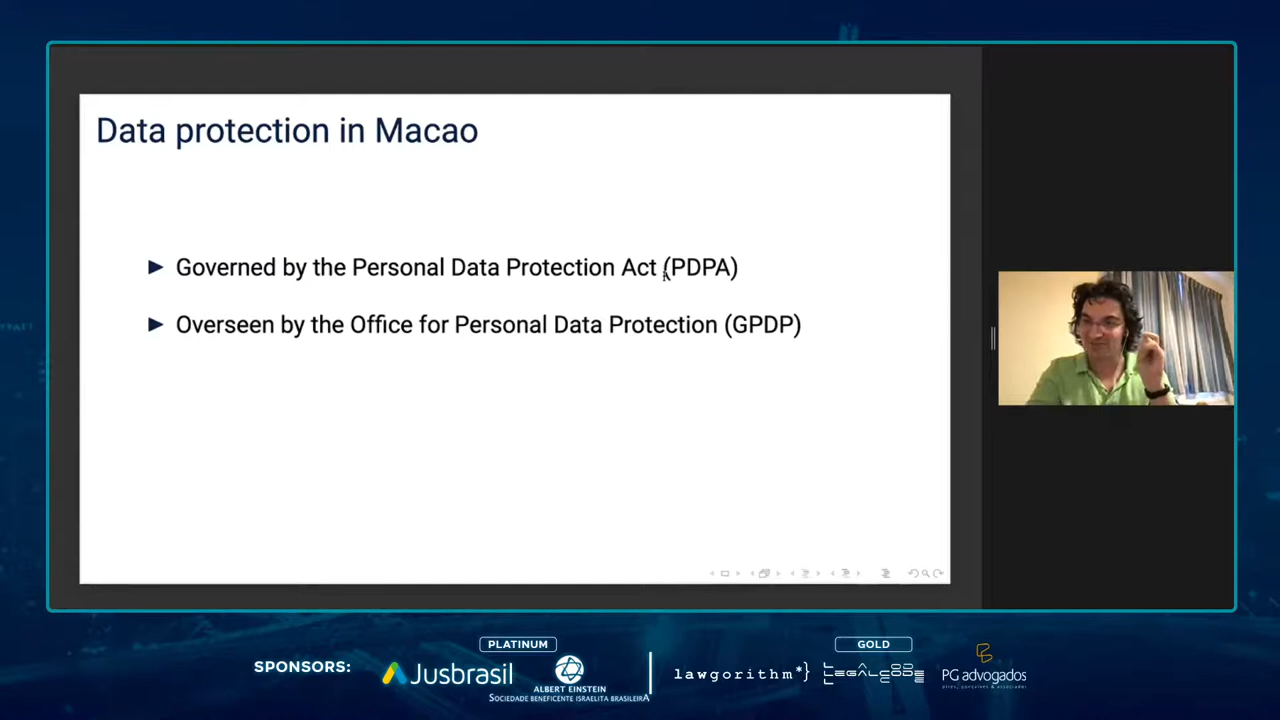 Data protection in Macao
Governed by the Personal Data Protection Act (PDPA)
Overseen by the Office for Personal Data Protection (GPDP)
SPONSORS:
PLATINUM
Jusbrasil
ALBERT EINSTEIN
SOCIEDADE BENEFICENTE ISRAELITA BRASILEIRA
GOLD
lawgorithm*}
LEGALCODE
PG advogados